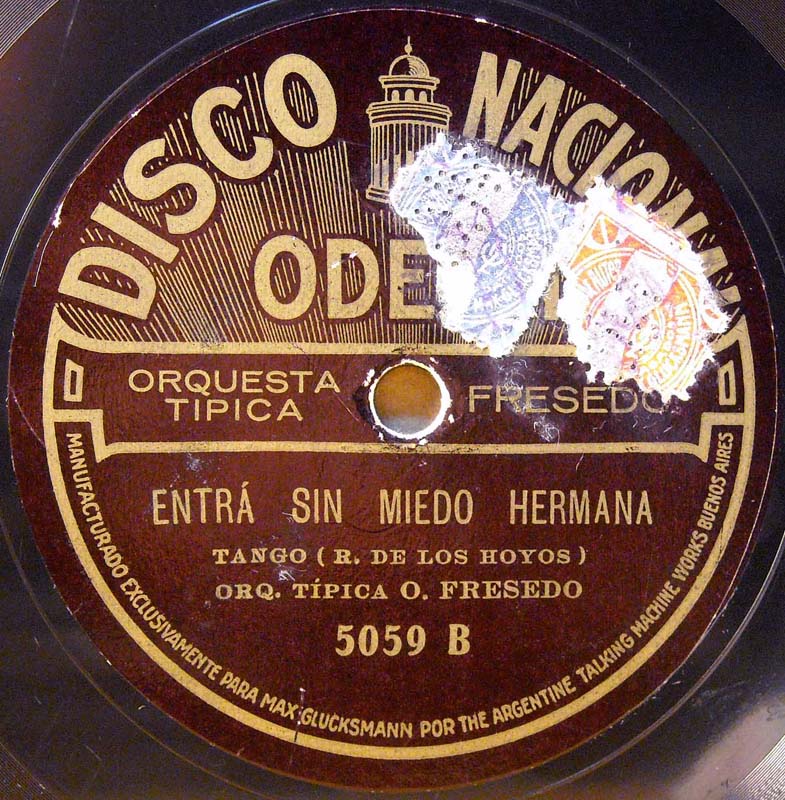 DISCO NACIONAL
ODE
ORQUESTA TIPICA
FRESEDO
ENTRÁ SIN MIEDO HERMANA
TANGO (R. DE LOS HOYOS)
ORQ. TÍPICA O. FRESEDO
5059 B
MANUFACTURADO EXCLUSIVAMENTE PARA MAX GLUCKSMANN POR THE ARGENTINE TALKING MACHINE WORKS BUENOS AIRES